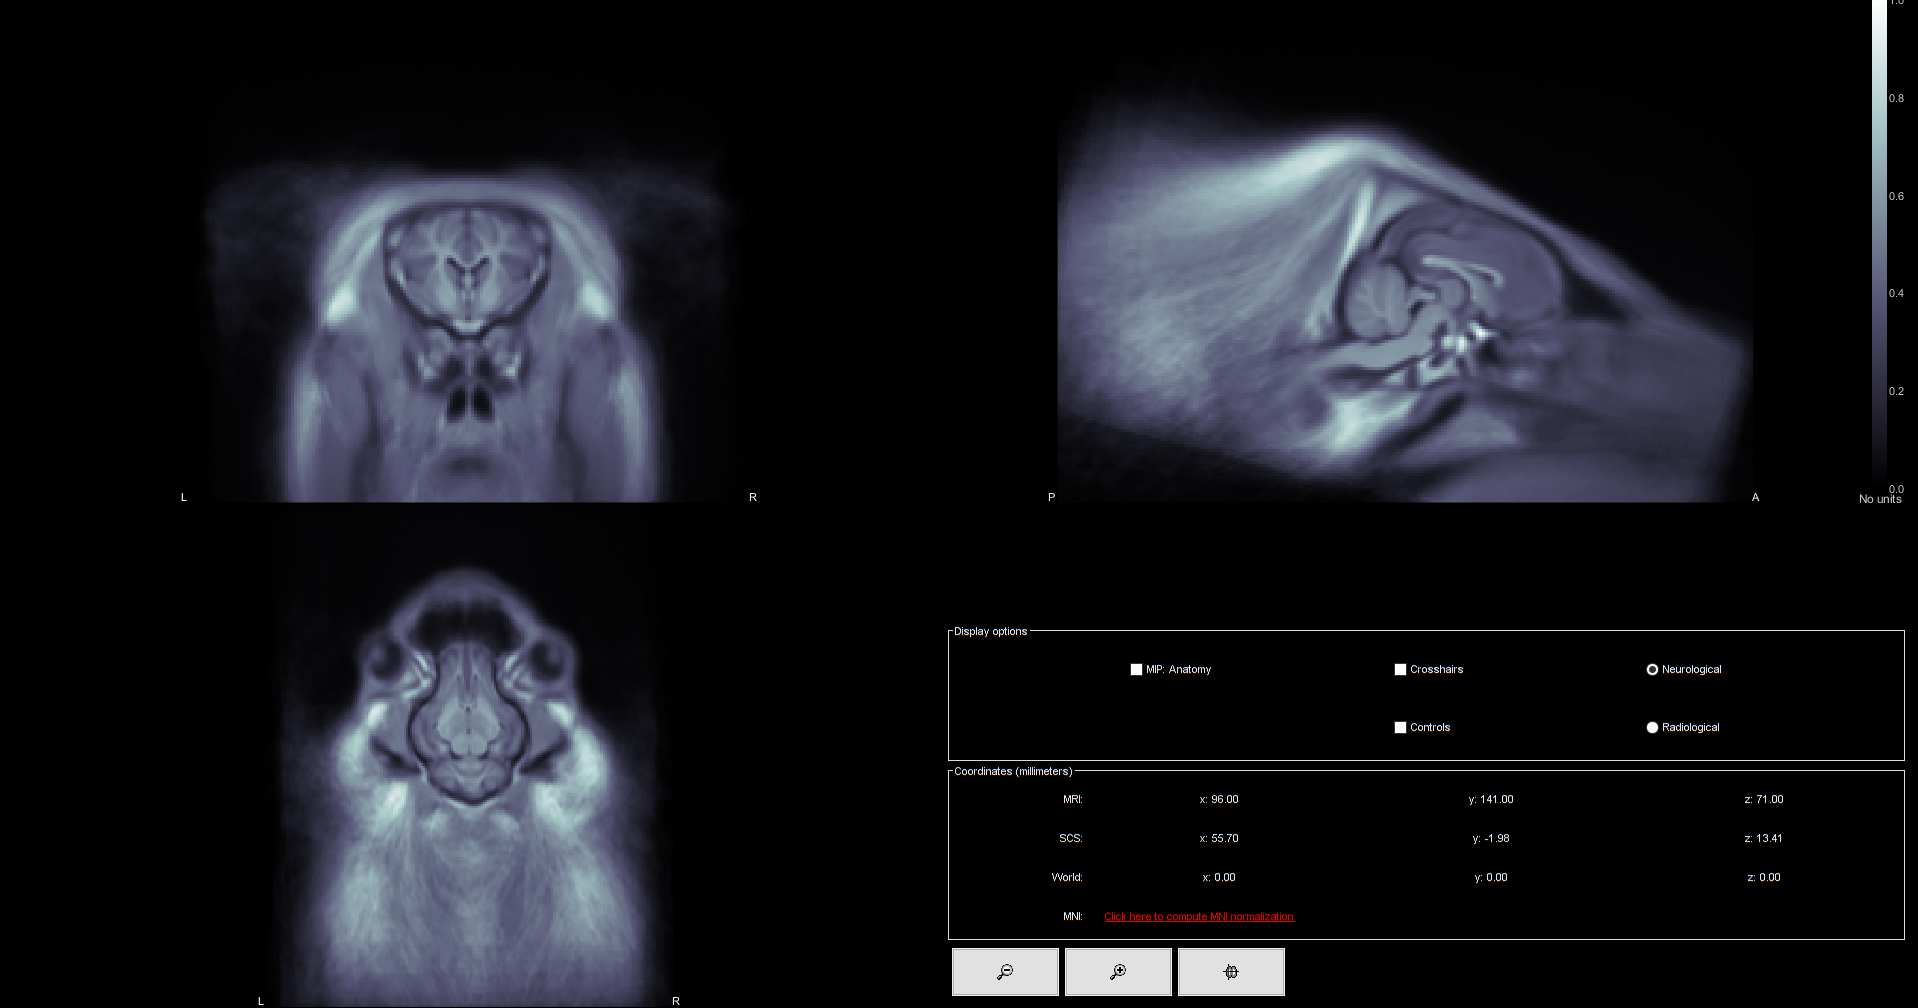 1.0
0.8
0.6
0.4
0.2
0.0
No units
L
R
P
A
L
R
Display options
MIP: Anatomy
Crosshairs
Neurological
Controls
Radiological
Coordinates (millimeters)
MRI: x: 96.00 y: 141.00 z: 71.00
SCS: x: 55.70 y: -1.98 z: 13.41
World: x: 0.00 y: 0.00 z: 0.00
MNI: Click here to compute MNI normalization